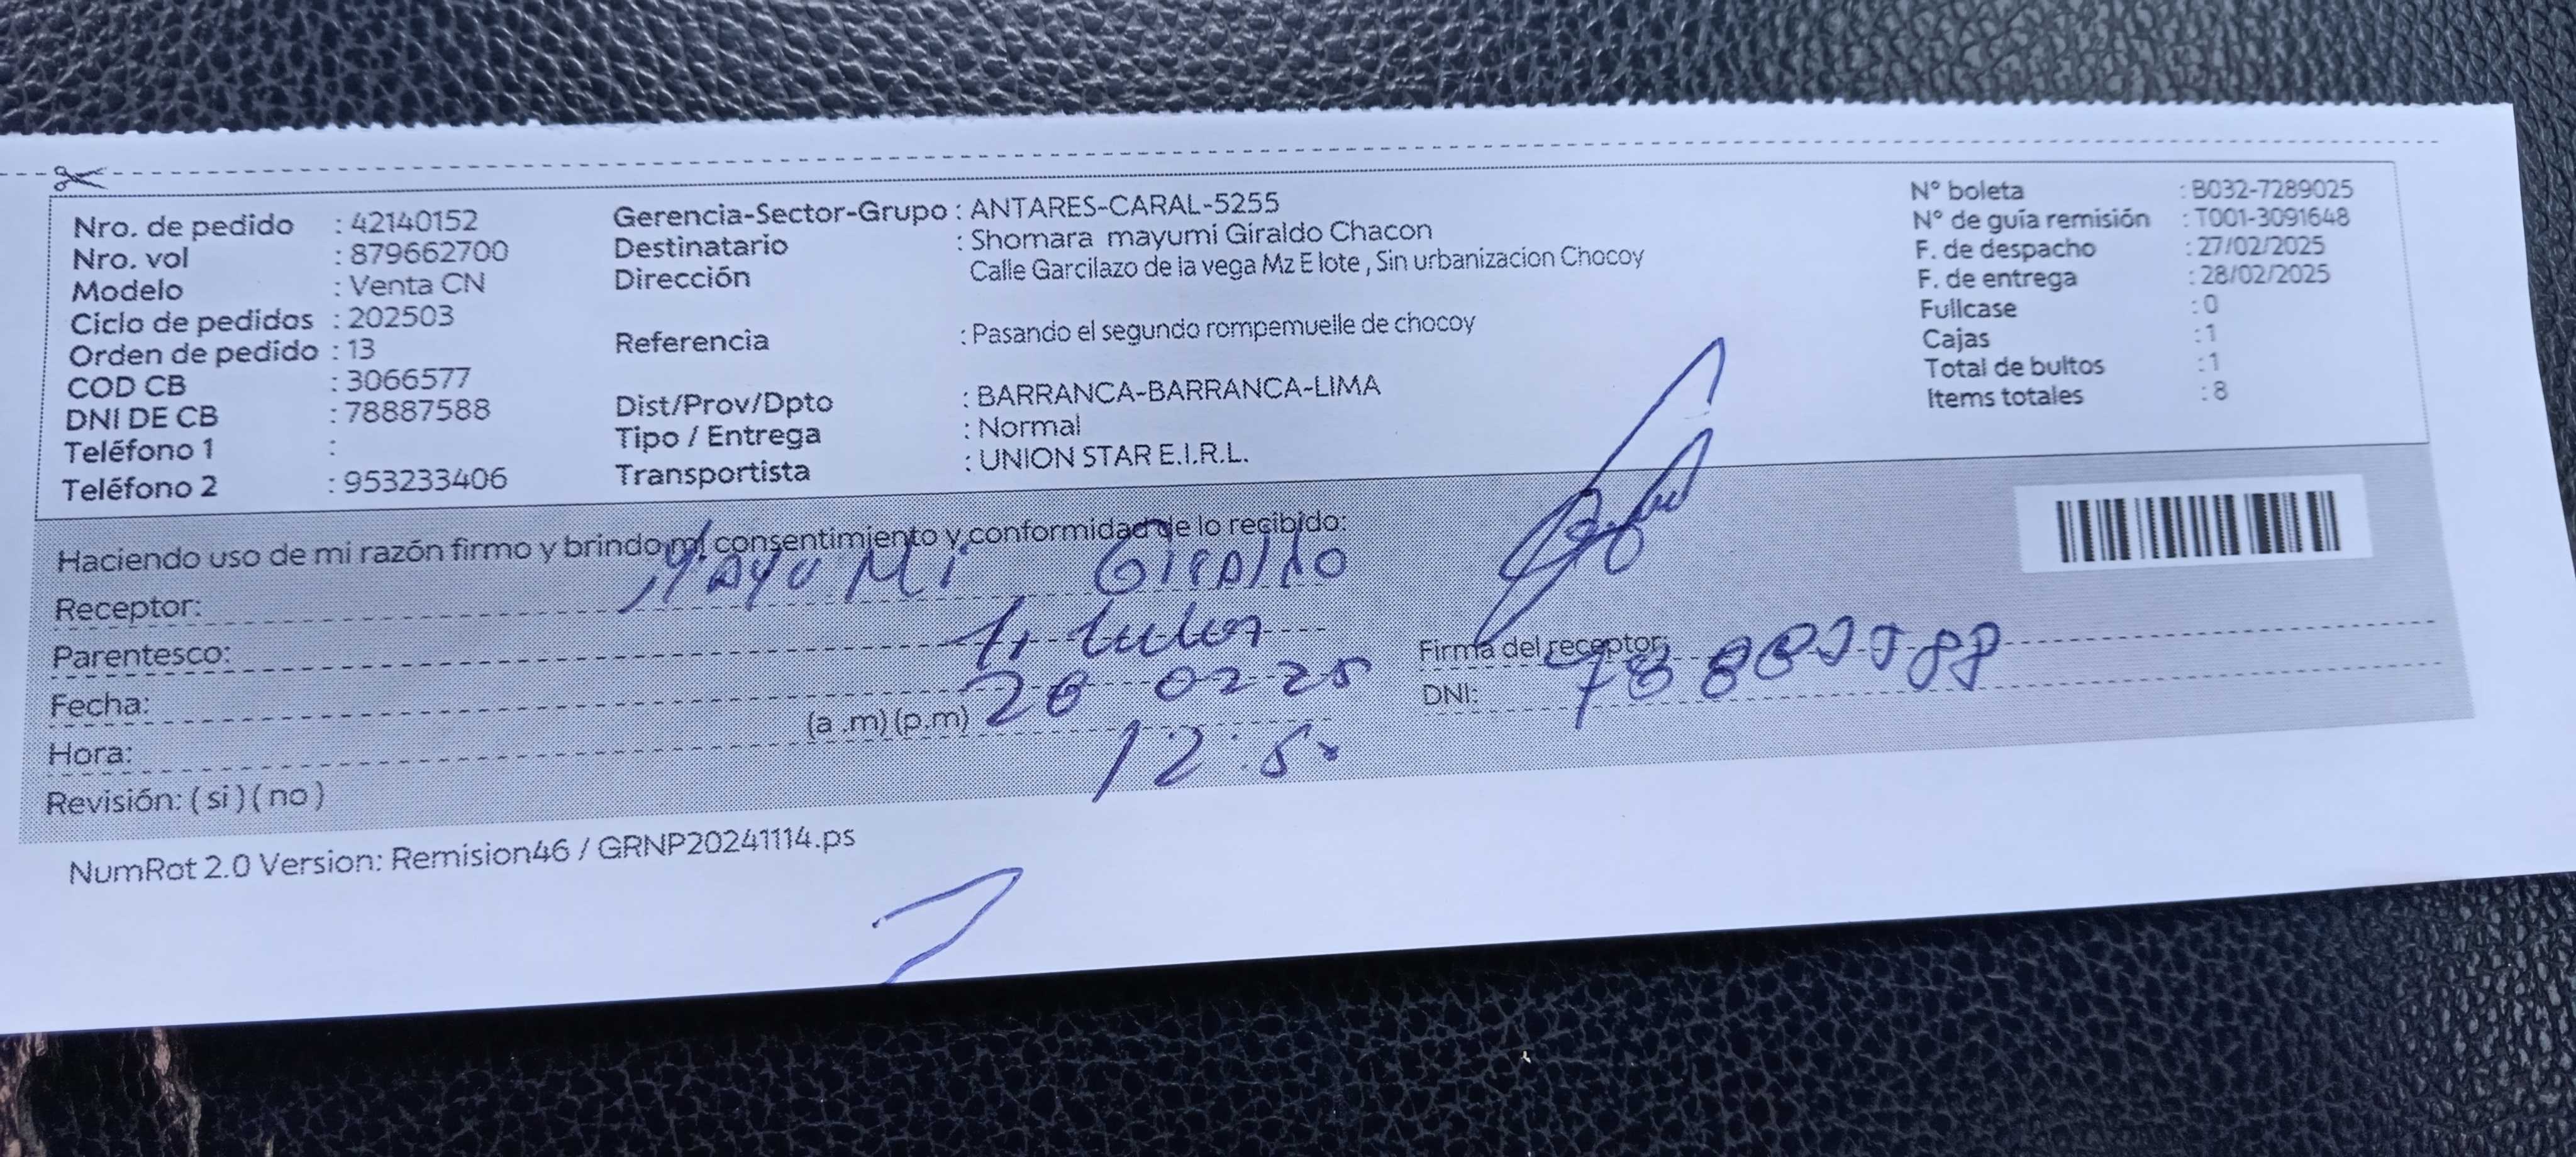 Nro. de pedido : 42140152
Nro. vol : 879662700
Modelo : Venta CN
Ciclo de pedidos : 202503
Orden de pedido : 13
COD CB : 3066577
DNI DE CB : 78887588
Teléfono 1 :
Teléfono 2 : 953233406
Gerencia-Sector-Grupo : ANTARES-CARAL-5255
Destinatario : Shomara mayumi Giraldo Chacon
Dirección Calle Garcilazo de la vega Mz E lote , Sin urbanizacion Chocoy
Referencia : Pasando el segundo rompemuelle de chocoy
Dist/Prov/Dpto : BARRANCA-BARRANCA-LIMA
Tipo / Entrega : Normal
Transportista : UNION STAR E.I.R.L.
N° boleta : B032-7289025
N° de guía remisión : T001-3091648
F. de despacho : 27/02/2025
F. de entrega : 28/02/2025
Fullcase : 0
Cajas : 1
Total de bultos : 1
Items totales : 8
Haciendo uso de mi razón firmo y brindo mi consentimiento y conformidad de lo recibido:
Receptor: Mayumi Giraldo
Parentesco: titular
Fecha: 28 02 25
Hora: (a .m) (p.m) 12:
Revisión: ( si ) ( no )
Firma del receptor:
DNI: 78887588
NumRot 2.0 Version: Remision46 / GRNP20241114.ps